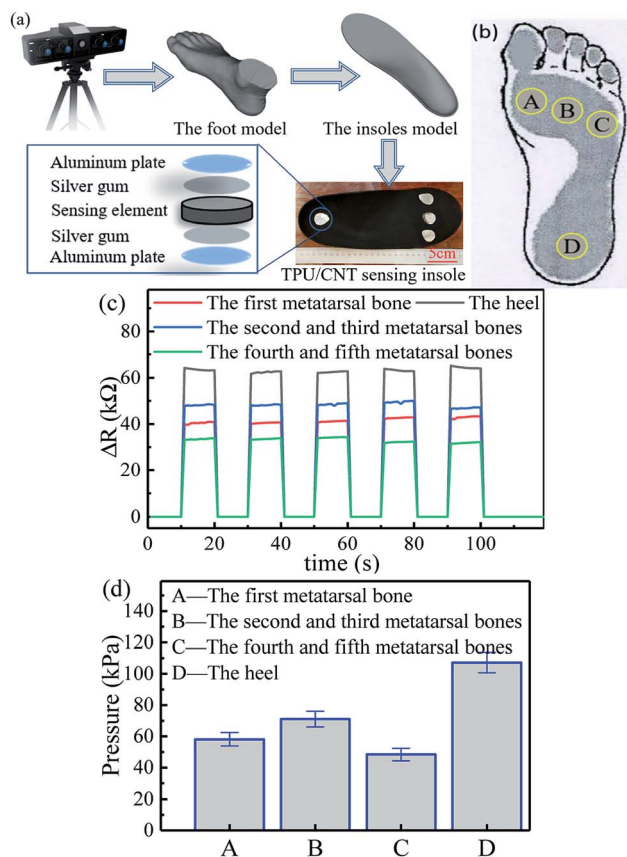 (a)
The foot model
The insoles model
Aluminum plate
Silver gum
Sensing element
Silver gum
Aluminum plate
5cm
TPU/CNT sensing insole
(b)
A
B
C
D
(c)
The first metatarsal bone
The heel
The second and third metatarsal bones
The fourth and fifth metatarsal bones
ΔR (kΩ)
80
60
40
20
0
0 20 40 60 80 100
time (s)
(d)
A—The first metatarsal bone
B—The second and third metatarsal bones
C—The fourth and fifth metatarsal bones
D—The heel
Pressure (kPa)
140
120
100
80
60
40
20
0
A B C D